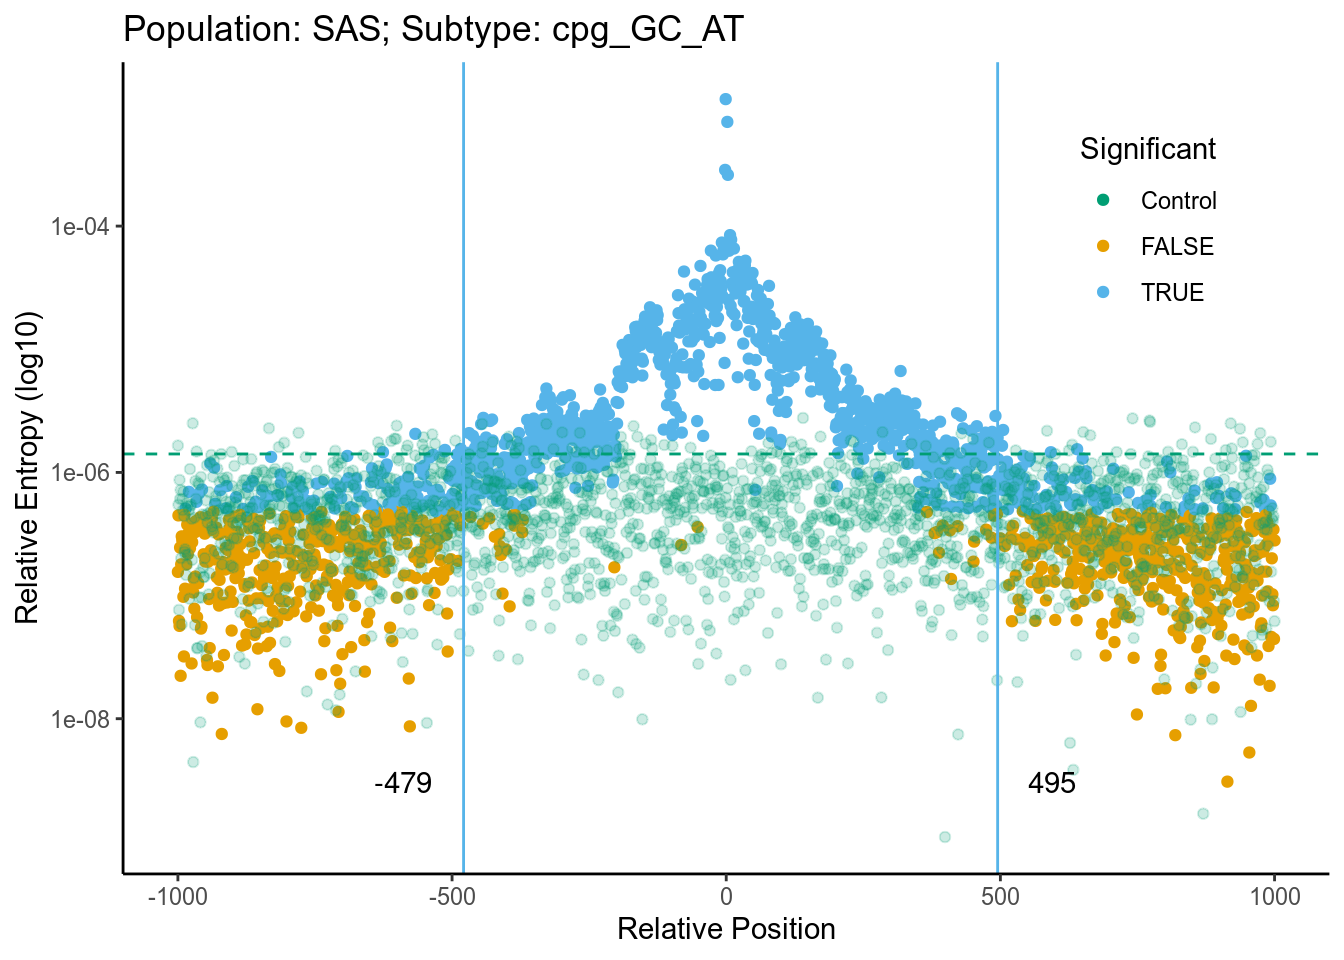 Population: SAS; Subtype: cpg_GC_AT
Significant
Control
FALSE
TRUE
Relative Entropy (log10)
1e-04
1e-06
1e-08
-479
495
-1000
-500
0
500
1000
Relative Position